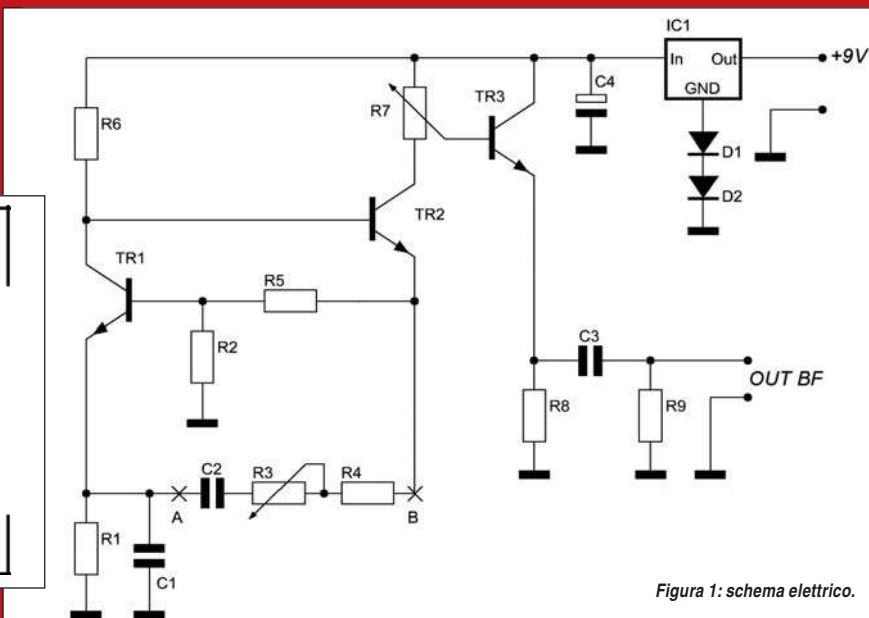 IC1
In Out
GND
+9V
C4
TR3
R7
R6
D1
D2
TR2
TR1
R5
R2
C3
OUT BF
R8
R9
C2
R3
R4
A
B
R1
C1
Figura 1: schema elettrico.